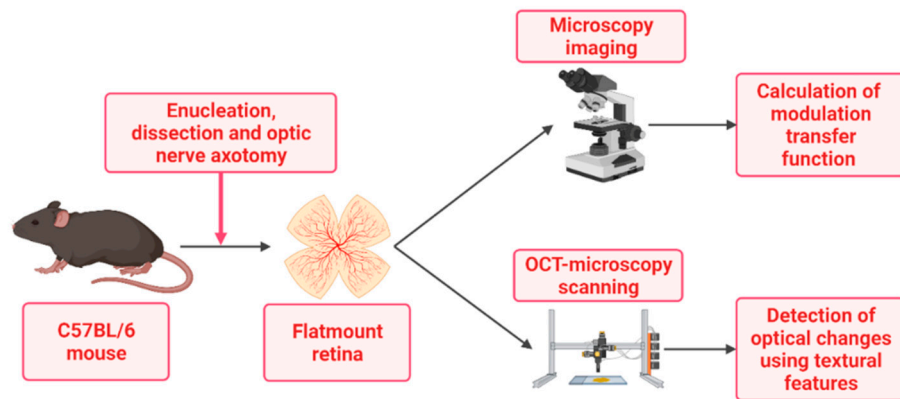 Microscopy
imaging
Enucleation,
dissection and optic
nerve axotomy
Calculation of
modulation
transfer
function
C57BL/6
mouse
Flatmount
retina
OCT-microscopy
scanning
Detection of
optical changes
using textural
features